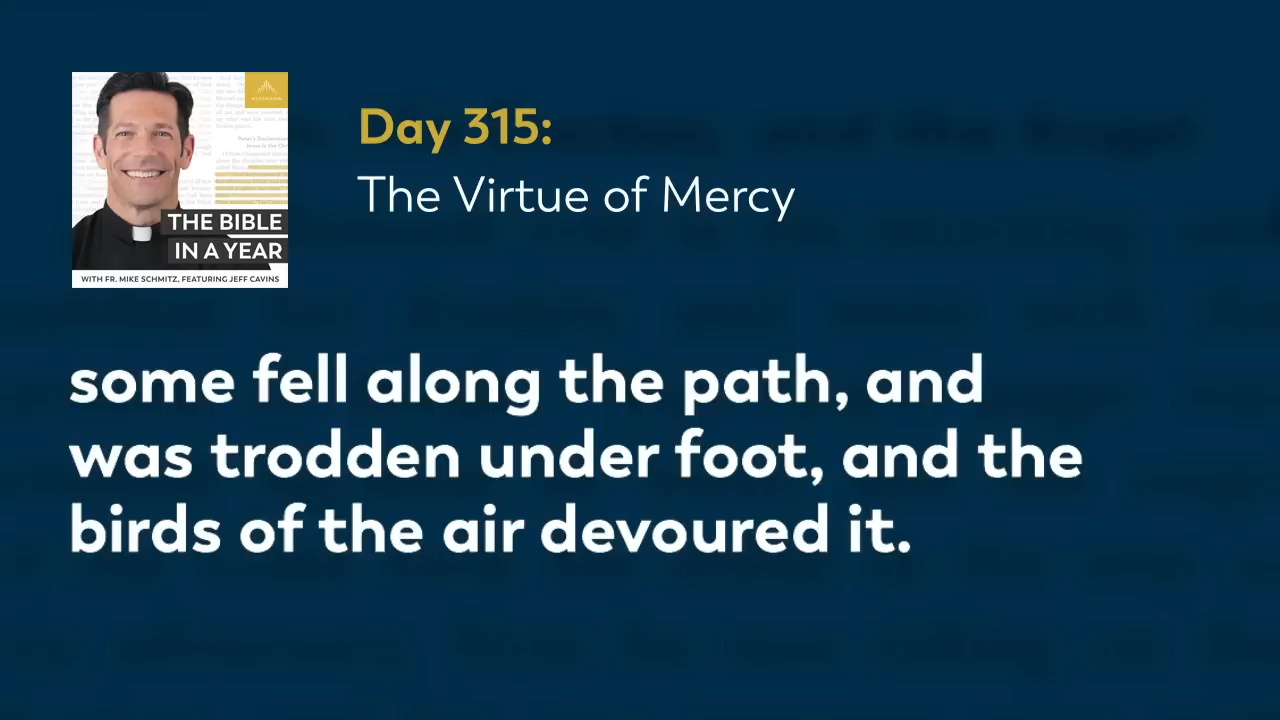 ASCENSION
THE BIBLE
IN A YEAR
WITH FR. MIKE SCHMITZ, FEATURING JEFF CAVINS
Day 315:
The Virtue of Mercy
some fell along the path, and
was trodden under foot, and the
birds of the air devoured it.